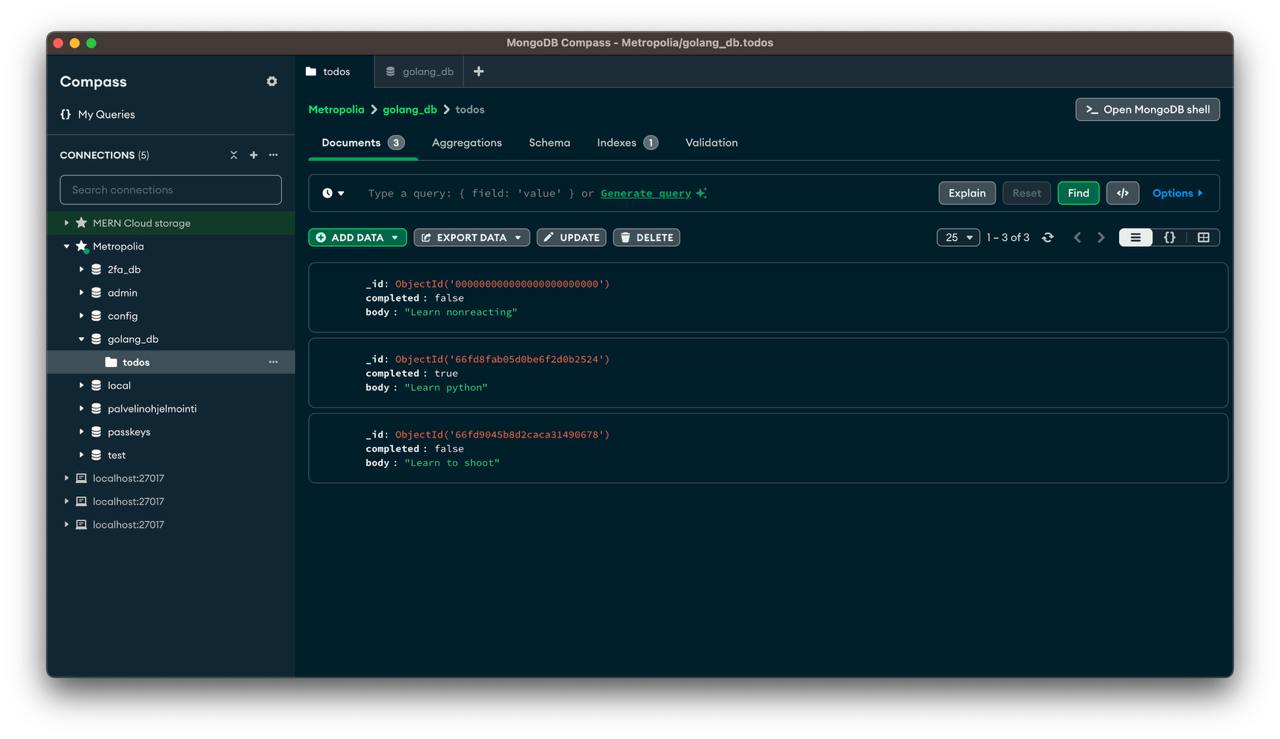 MongoDB Compass - Metropolia/golang_db.todos
Compass
{} My Queries
CONNECTIONS (5)
Search connections
MERN Cloud storage
Metropolia
2fa_db
admin
config
golang_db
todos
local
palvelinohjelmointi
passkeys
test
localhost:27017
localhost:27017
localhost:27017
todos
golang_db
Metropolia > golang_db > todos
>_ Open MongoDB shell
Documents 3
Aggregations
Schema
Indexes 1
Validation
Type a query: { field: 'value' } or Generate query
Explain
Reset
Find
</>
Options
ADD DATA
EXPORT DATA
UPDATE
DELETE
25
1 – 3 of 3
{}
_id: ObjectId('000000000000000000000000')
completed : false
body : "Learn nonreacting"
_id: ObjectId('66fd8fab05d0be6f2d0b2524')
completed : true
body : "Learn python"
_id: ObjectId('66fd9045b8d2caca31490678')
completed : false
body : "Learn to shoot"